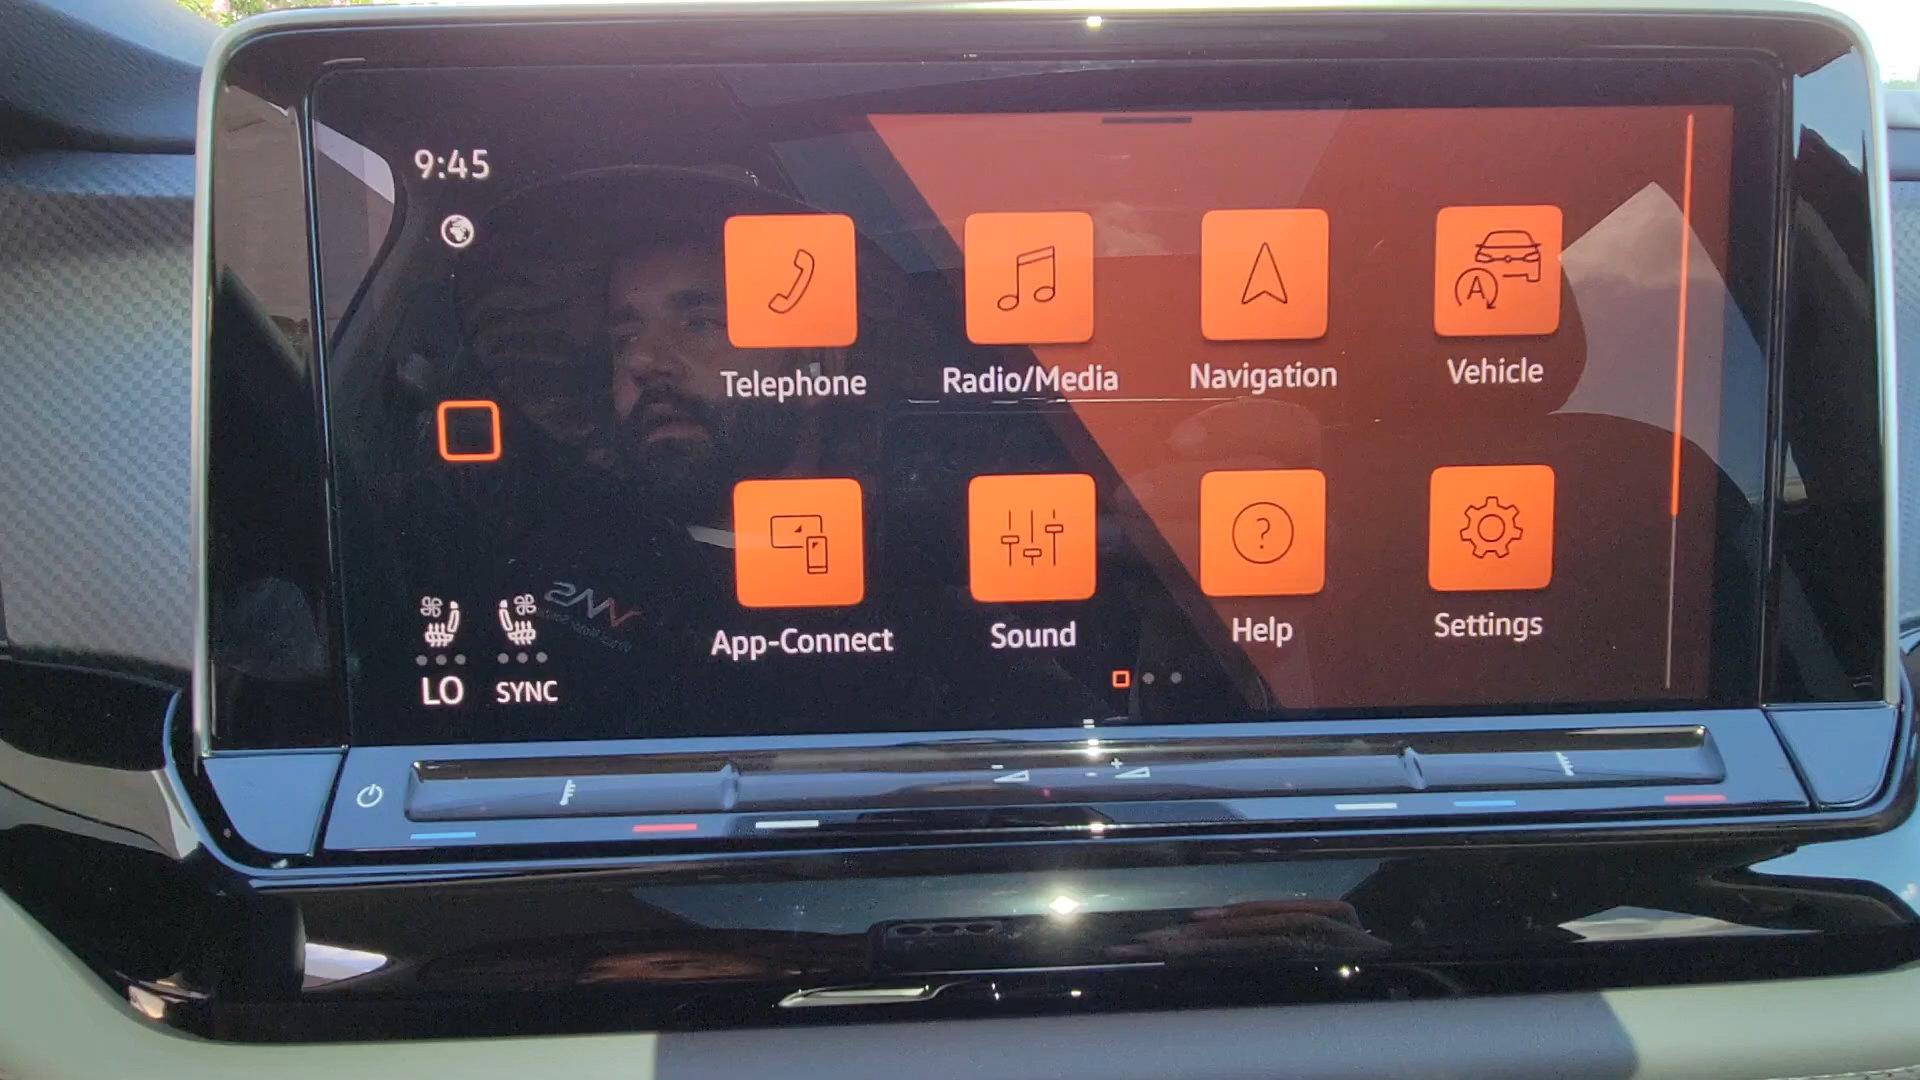 9:45
Telephone
Radio/Media
Navigation
A
Vehicle
App-Connect
Sound
?
Help
Settings
LO
SYNC
- +